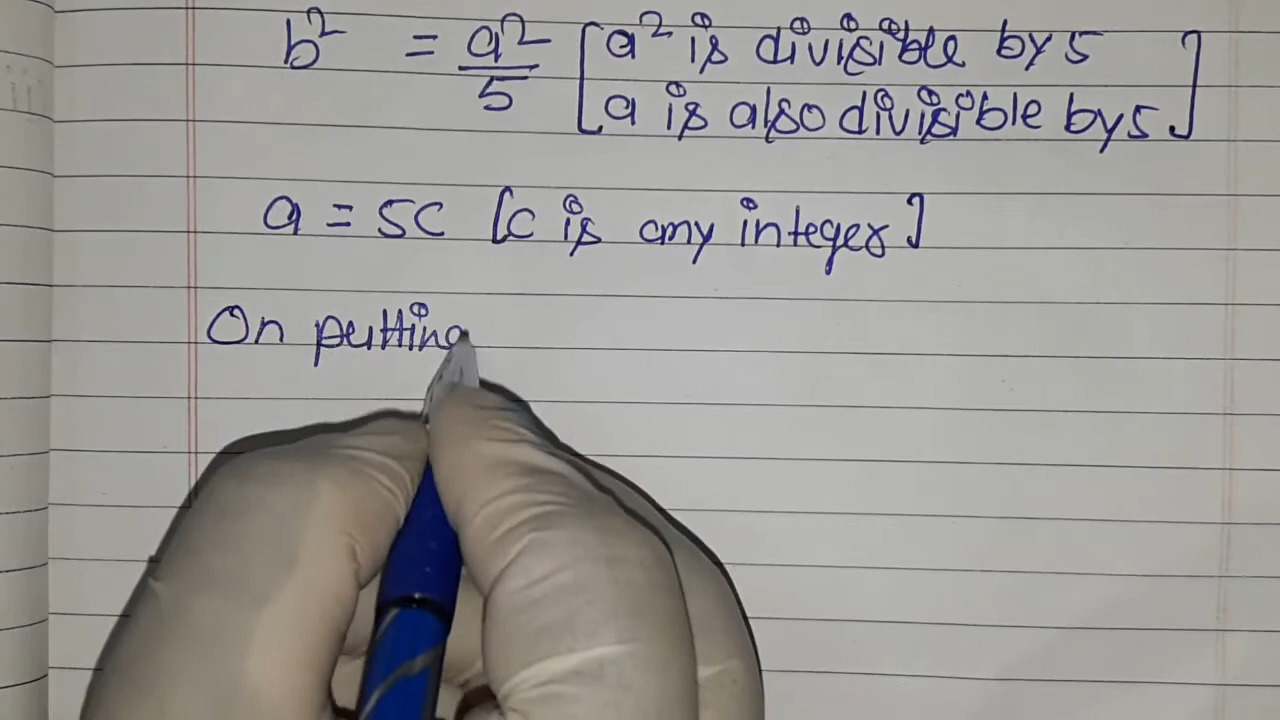 b² = a²/5 [a² is divisible by 5
a is also divisible by 5]
a = 5c [c is any integer]
On putting